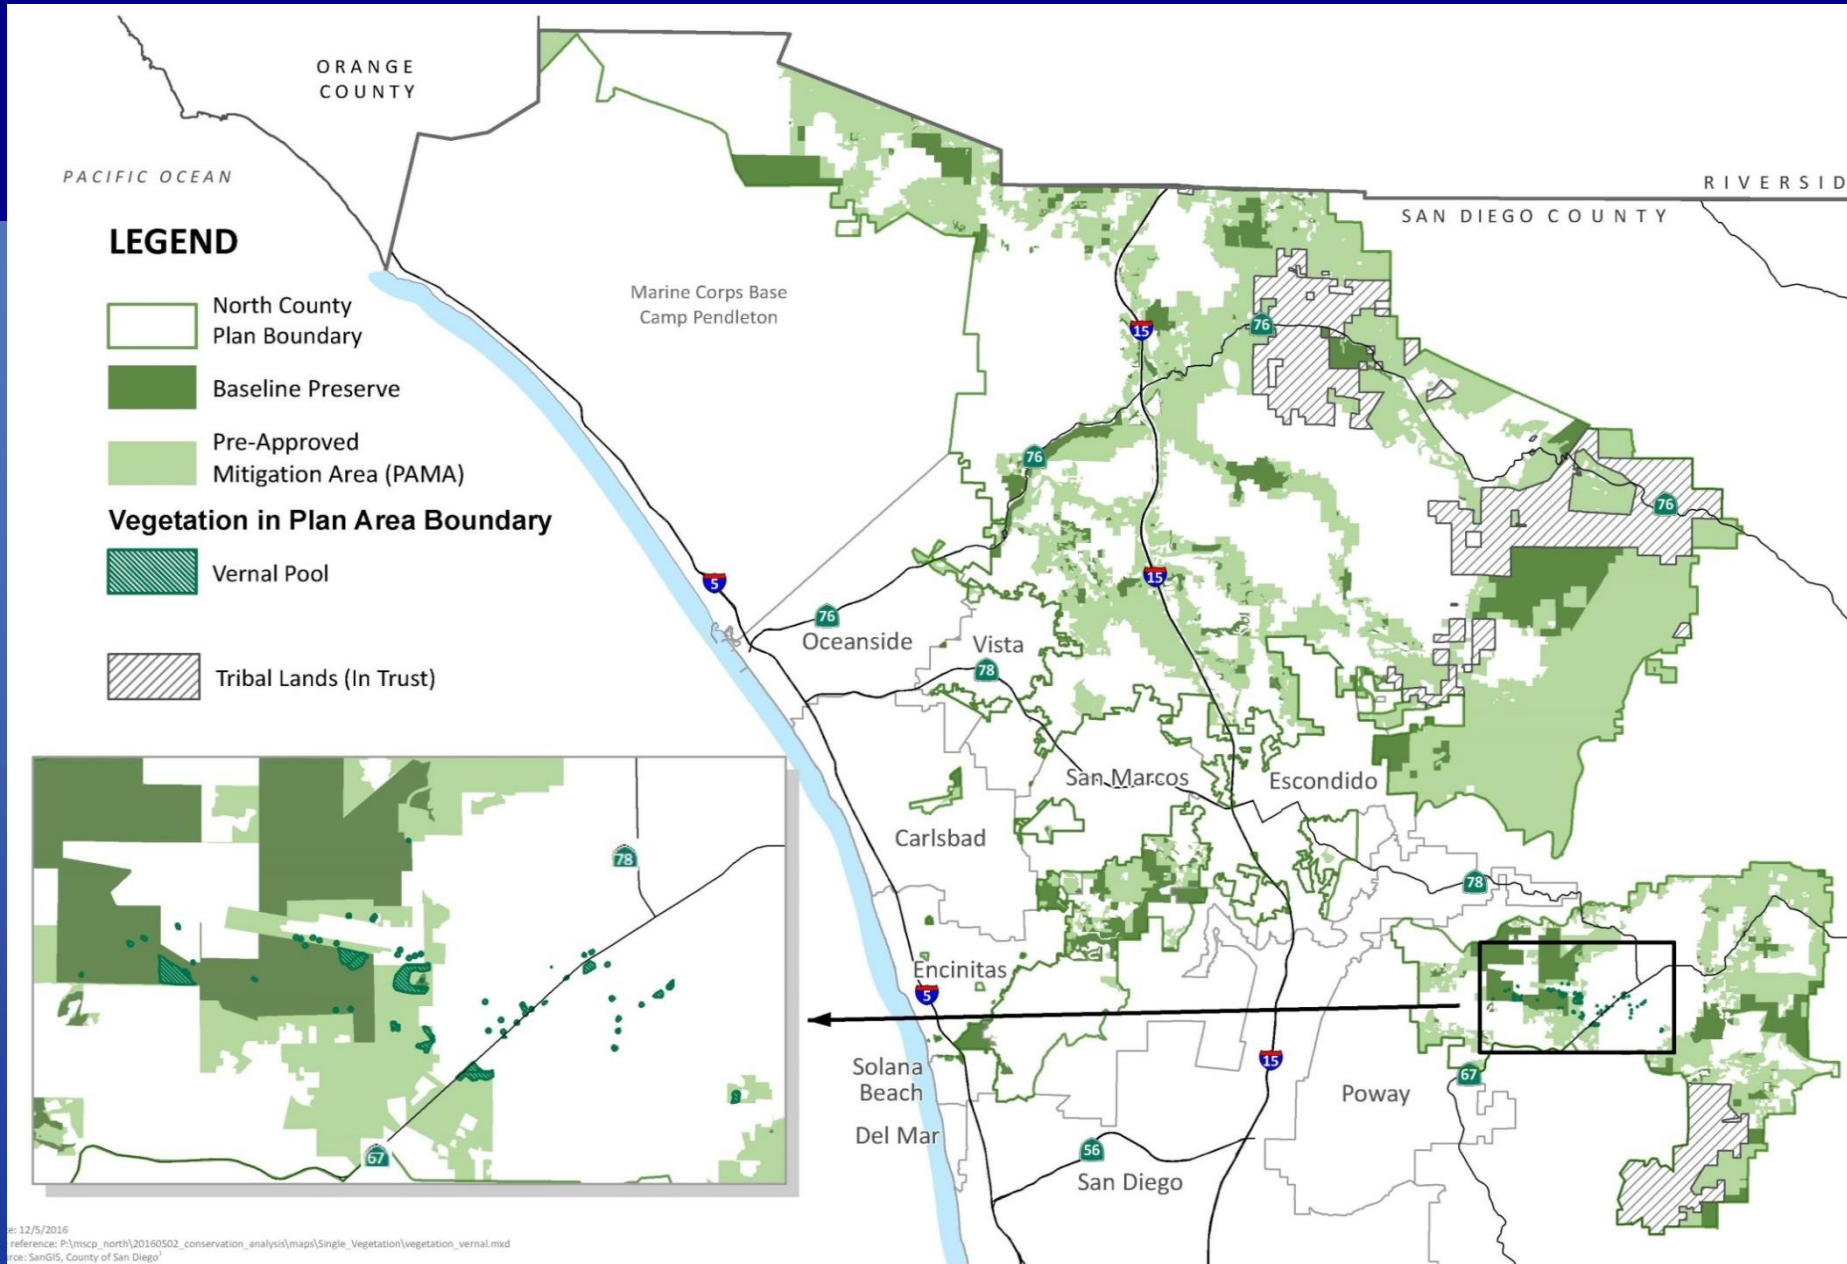 ORANGE
COUNTY
PACIFIC OCEAN
RIVERSID
SAN DIEGO COUNTY
LEGEND
North County
Plan Boundary
Baseline Preserve
Pre-Approved
Mitigation Area (PAMA)
Vegetation in Plan Area Boundary
Vernal Pool
Tribal Lands (In Trust)
Marine Corps Base
Camp Pendleton
15
76
76
76
15
5
76
Oceanside
Vista
78
San Marcos
Escondido
Carlsbad
78
78
Encinitas
5
15
Solana
Beach
67
Poway
Del Mar
56
San Diego
67
e: 12/5/2016
reference: P:\mscp_north\20160502_conservation_analysis\maps\Single_Vegetation\vegetation_vernal.mxd
rce: SanGIS, County of San Diego¹